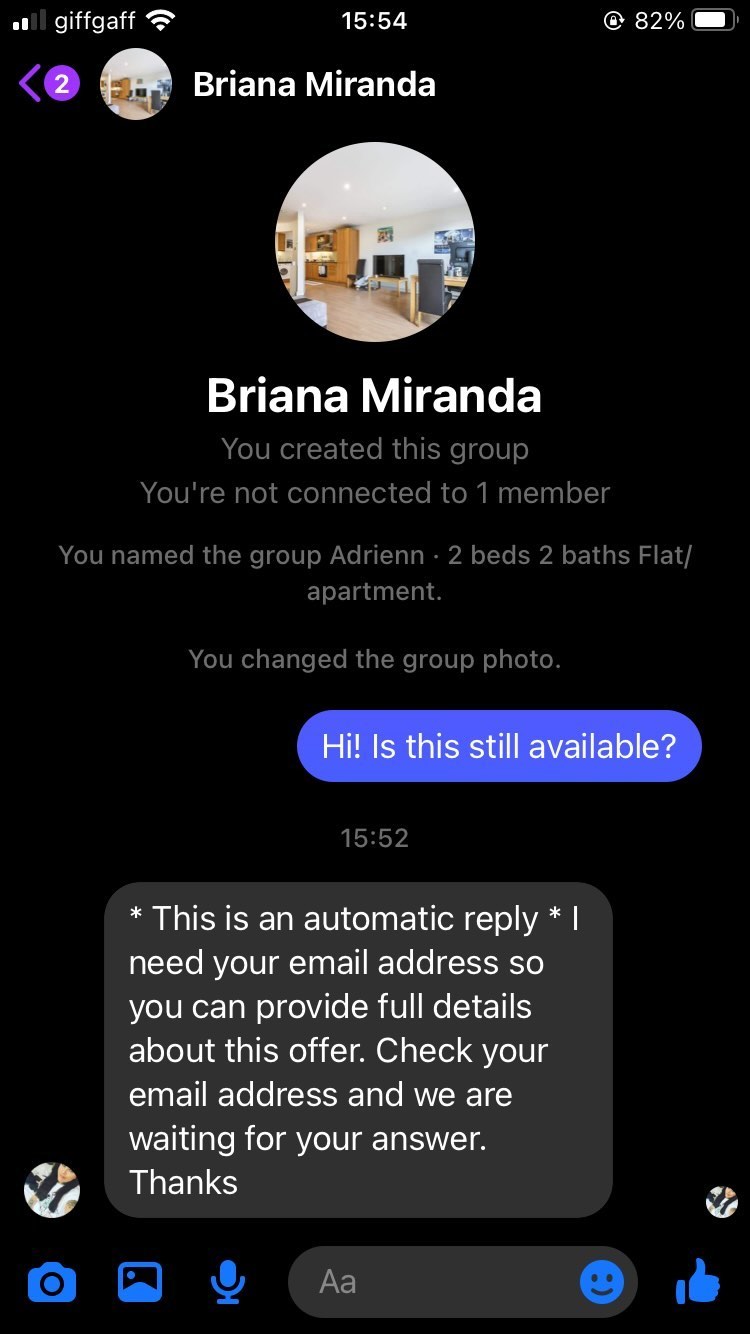 giffgaff 15:54 82%
2 Briana Miranda
Briana Miranda
You created this group
You're not connected to 1 member
You named the group Adrienn · 2 beds 2 baths Flat/
apartment.
You changed the group photo.
Hi! Is this still available?
15:52
* This is an automatic reply * I
need your email address so
you can provide full details
about this offer. Check your
email address and we are
waiting for your answer.
Thanks
Aa